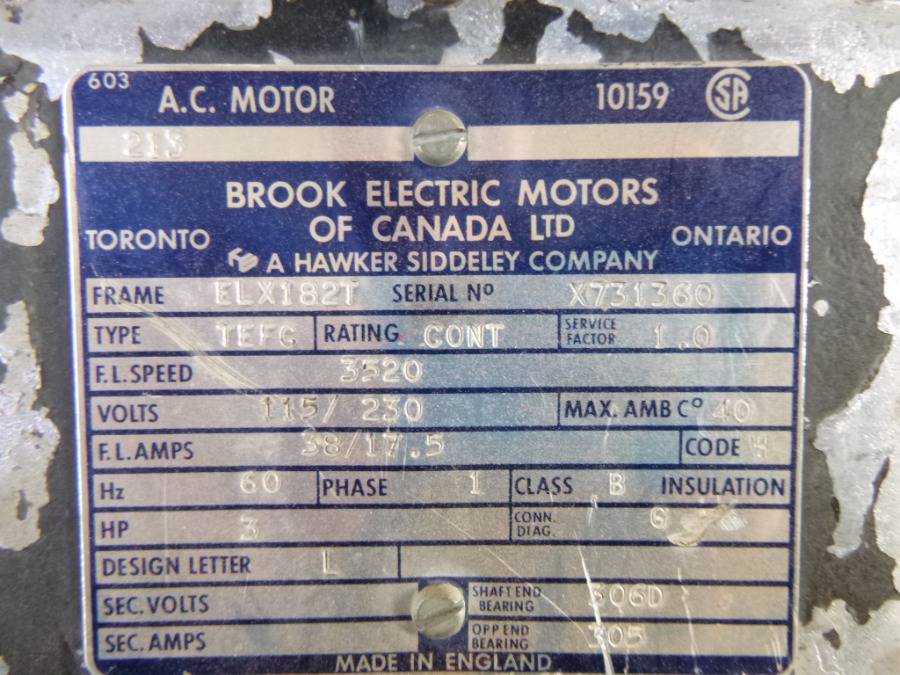 603
A.C. MOTOR 10159 CSA
213
BROOK ELECTRIC MOTORS
OF CANADA LTD
TORONTO ONTARIO
A HAWKER SIDDELEY COMPANY
FRAME ELX182T SERIAL Nº X731360
TYPE TEFC RATING CONT SERVICE FACTOR 1.0
F.L.SPEED 3520
VOLTS 115/ 230 MAX. AMB Cº 40
F.L.AMPS 38/17.5 CODE H
Hz 60 PHASE 1 CLASS B INSULATION
HP 3 CONN. DIAG. G
DESIGN LETTER L
SEC.VOLTS SHAFT END BEARING 306D
SEC.AMPS OPP END BEARING 305
MADE IN ENGLAND